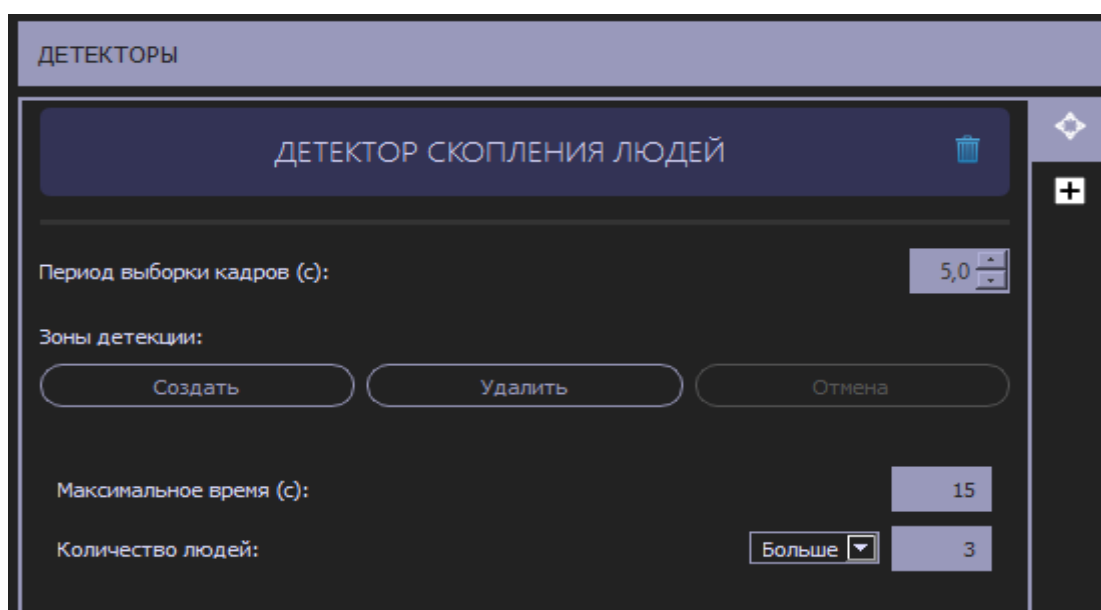 ДЕТЕКТОРЫ
ДЕТЕКТОР СКОПЛЕНИЯ ЛЮДЕЙ
Период выборки кадров (с): 5,0
Зоны детекции:
Создать Удалить Отмена
Максимальное время (с): 15
Количество людей: Больше 3